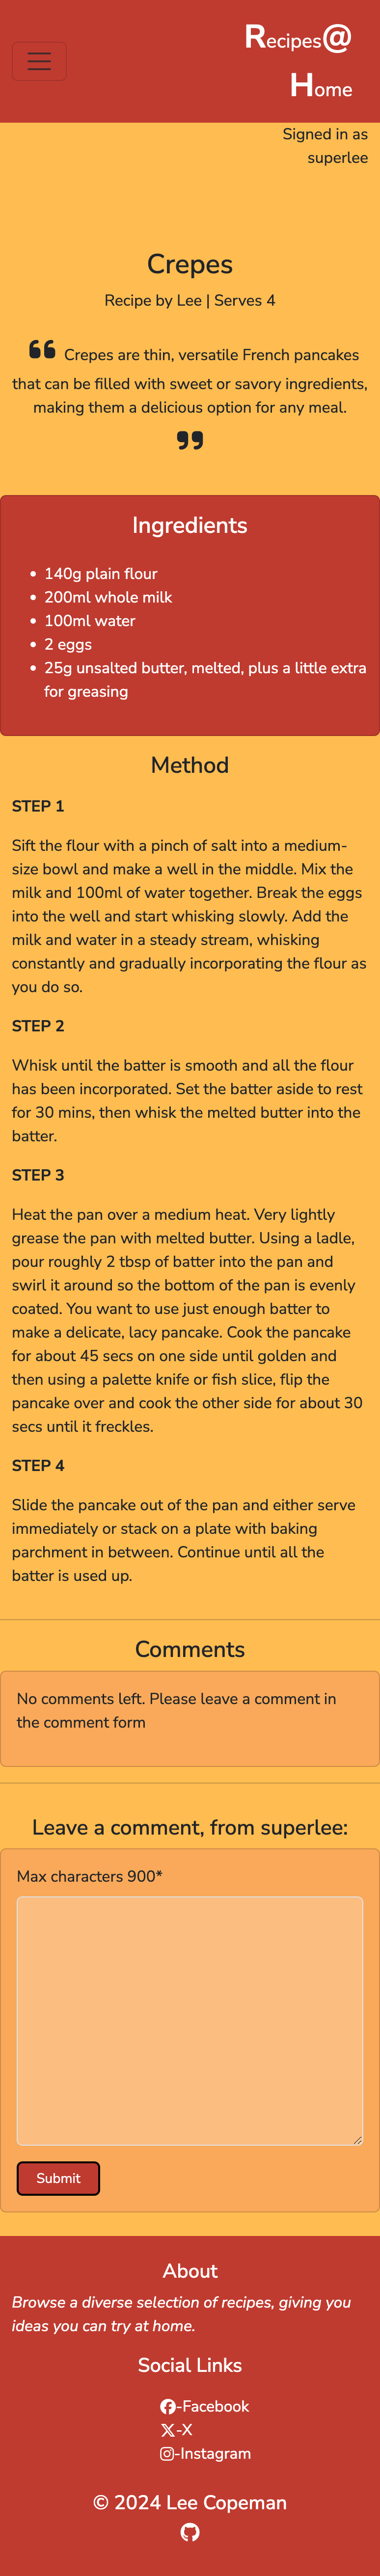 Recipes@
Home
Signed in as
superlee
Crepes
Recipe by Lee | Serves 4
“ Crepes are thin, versatile French pancakes
that can be filled with sweet or savory ingredients,
making them a delicious option for any meal.
”
Ingredients
• 140g plain flour
• 200ml whole milk
• 100ml water
• 2 eggs
• 25g unsalted butter, melted, plus a little extra
for greasing
Method
STEP 1
Sift the flour with a pinch of salt into a medium-
size bowl and make a well in the middle. Mix the
milk and 100ml of water together. Break the eggs
into the well and start whisking slowly. Add the
milk and water in a steady stream, whisking
constantly and gradually incorporating the flour as
you do so.
STEP 2
Whisk until the batter is smooth and all the flour
has been incorporated. Set the batter aside to rest
for 30 mins, then whisk the melted butter into the
batter.
STEP 3
Heat the pan over a medium heat. Very lightly
grease the pan with melted butter. Using a ladle,
pour roughly 2 tbsp of batter into the pan and
swirl it around so the bottom of the pan is evenly
coated. You want to use just enough batter to
make a delicate, lacy pancake. Cook the pancake
for about 45 secs on one side until golden and
then using a palette knife or fish slice, flip the
pancake over and cook the other side for about 30
secs until it freckles.
STEP 4
Slide the pancake out of the pan and either serve
immediately or stack on a plate with baking
parchment in between. Continue until all the
batter is used up.
Comments
No comments left. Please leave a comment in
the comment form
Leave a comment, from superlee:
Max characters 900*
Submit
About
Browse a diverse selection of recipes, giving you
ideas you can try at home.
Social Links
-Facebook
-X
-Instagram
© 2024 Lee Copeman